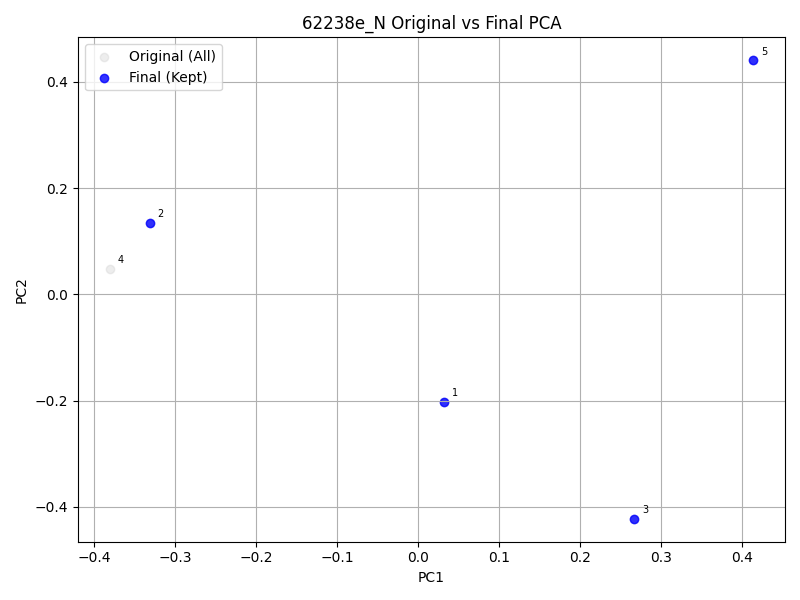 62238e_N Original vs Final PCA
Original (All)
Final (Kept)
5
2
4
1
3
0.4
0.2
0.0
−0.2
−0.4
PC2
−0.4 −0.3 −0.2 −0.1 0.0 0.1 0.2 0.3 0.4
PC1